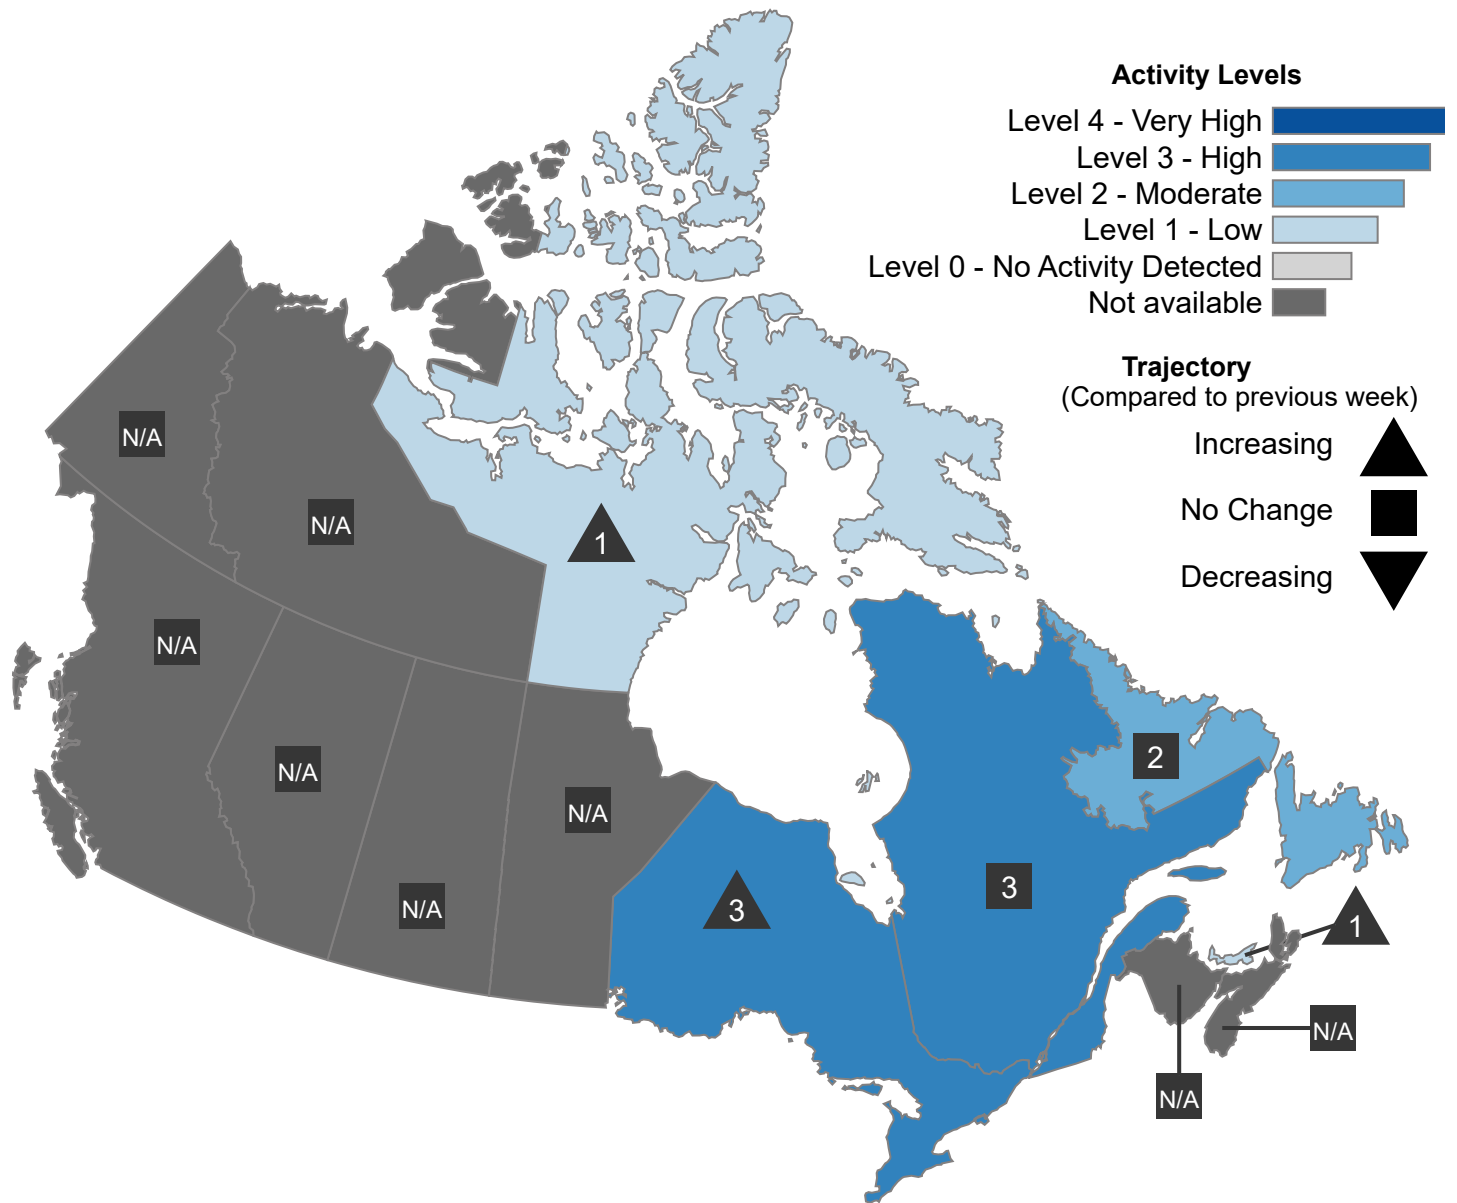 Activity Levels
Level 4 - Very High
Level 3 - High
Level 2 - Moderate
Level 1 - Low
Level 0 - No Activity Detected
Not available
Trajectory
(Compared to previous week)
Increasing
No Change
Decreasing
N/A
N/A
1
N/A
N/A
N/A
N/A
3
3
2
1
N/A
N/A